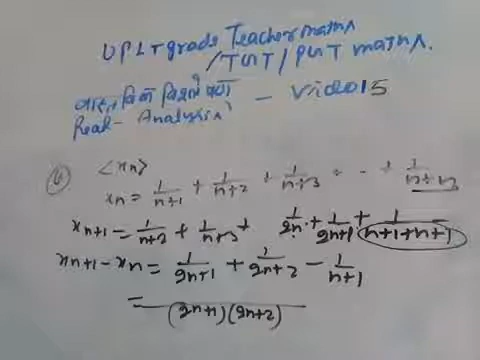 UP LT grade Teacher maths
/TGT/PGT maths.
वास्तविक विश्लेषण – Video 15
Real-Analysis
⑥ <xn>
xn = 1/(n+1) + 1/(n+2) + 1/(n+3) + - - + 1/(n+n)
xn+1 = 1/(n+2) + 1/(n+3) + 1/2n + 1/(2n+1) + 1/(n+1+n+1)
xn+1 - xn = 1/(2n+1) + 1/(2n+2) - 1/(n+1)
= /(2n+1)(2n+2)